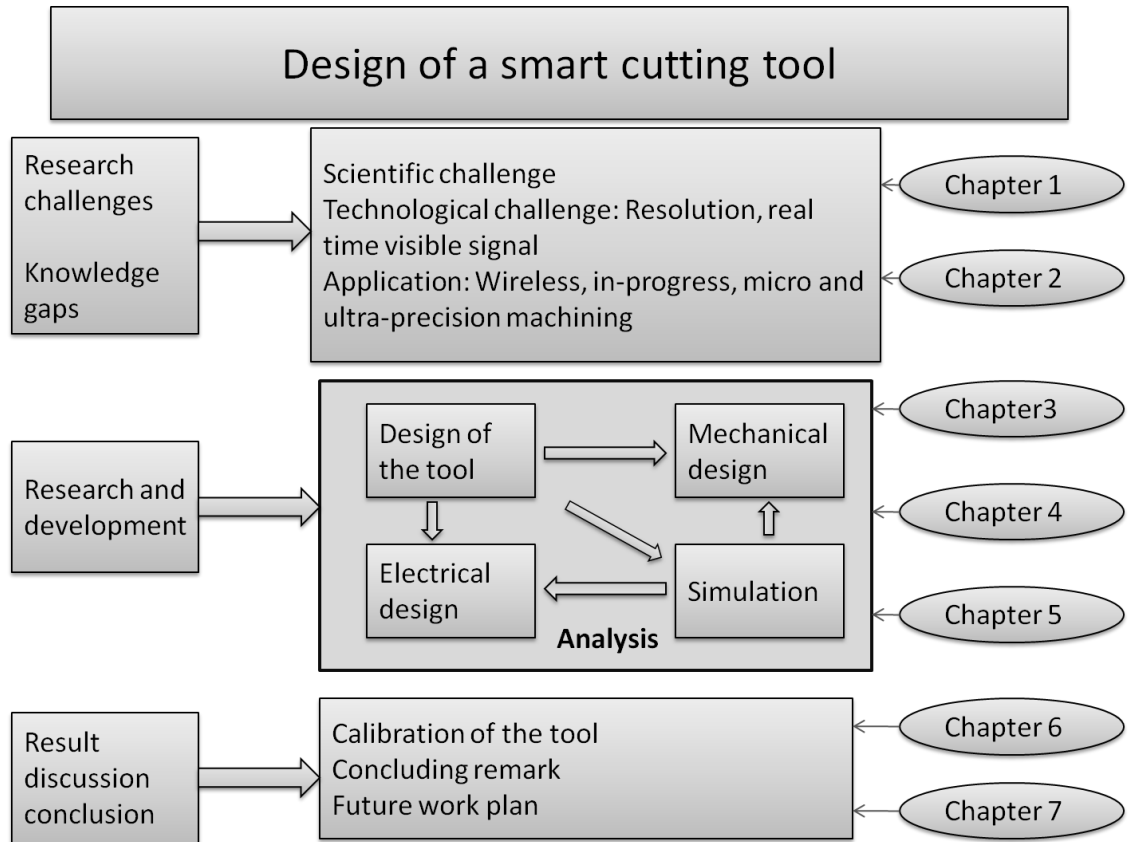 Design of a smart cutting tool
Research
challenges
Knowledge
gaps
Scientific challenge
Technological challenge: Resolution, real
time visible signal
Application: Wireless, in-progress, micro and
ultra-precision machining
Chapter 1
Chapter 2
Research and
development
Design of
the tool
Mechanical
design
Electrical
design
Simulation
Analysis
Chapter3
Chapter 4
Chapter 5
Result
discussion
conclusion
Calibration of the tool
Concluding remark
Future work plan
Chapter 6
Chapter 7